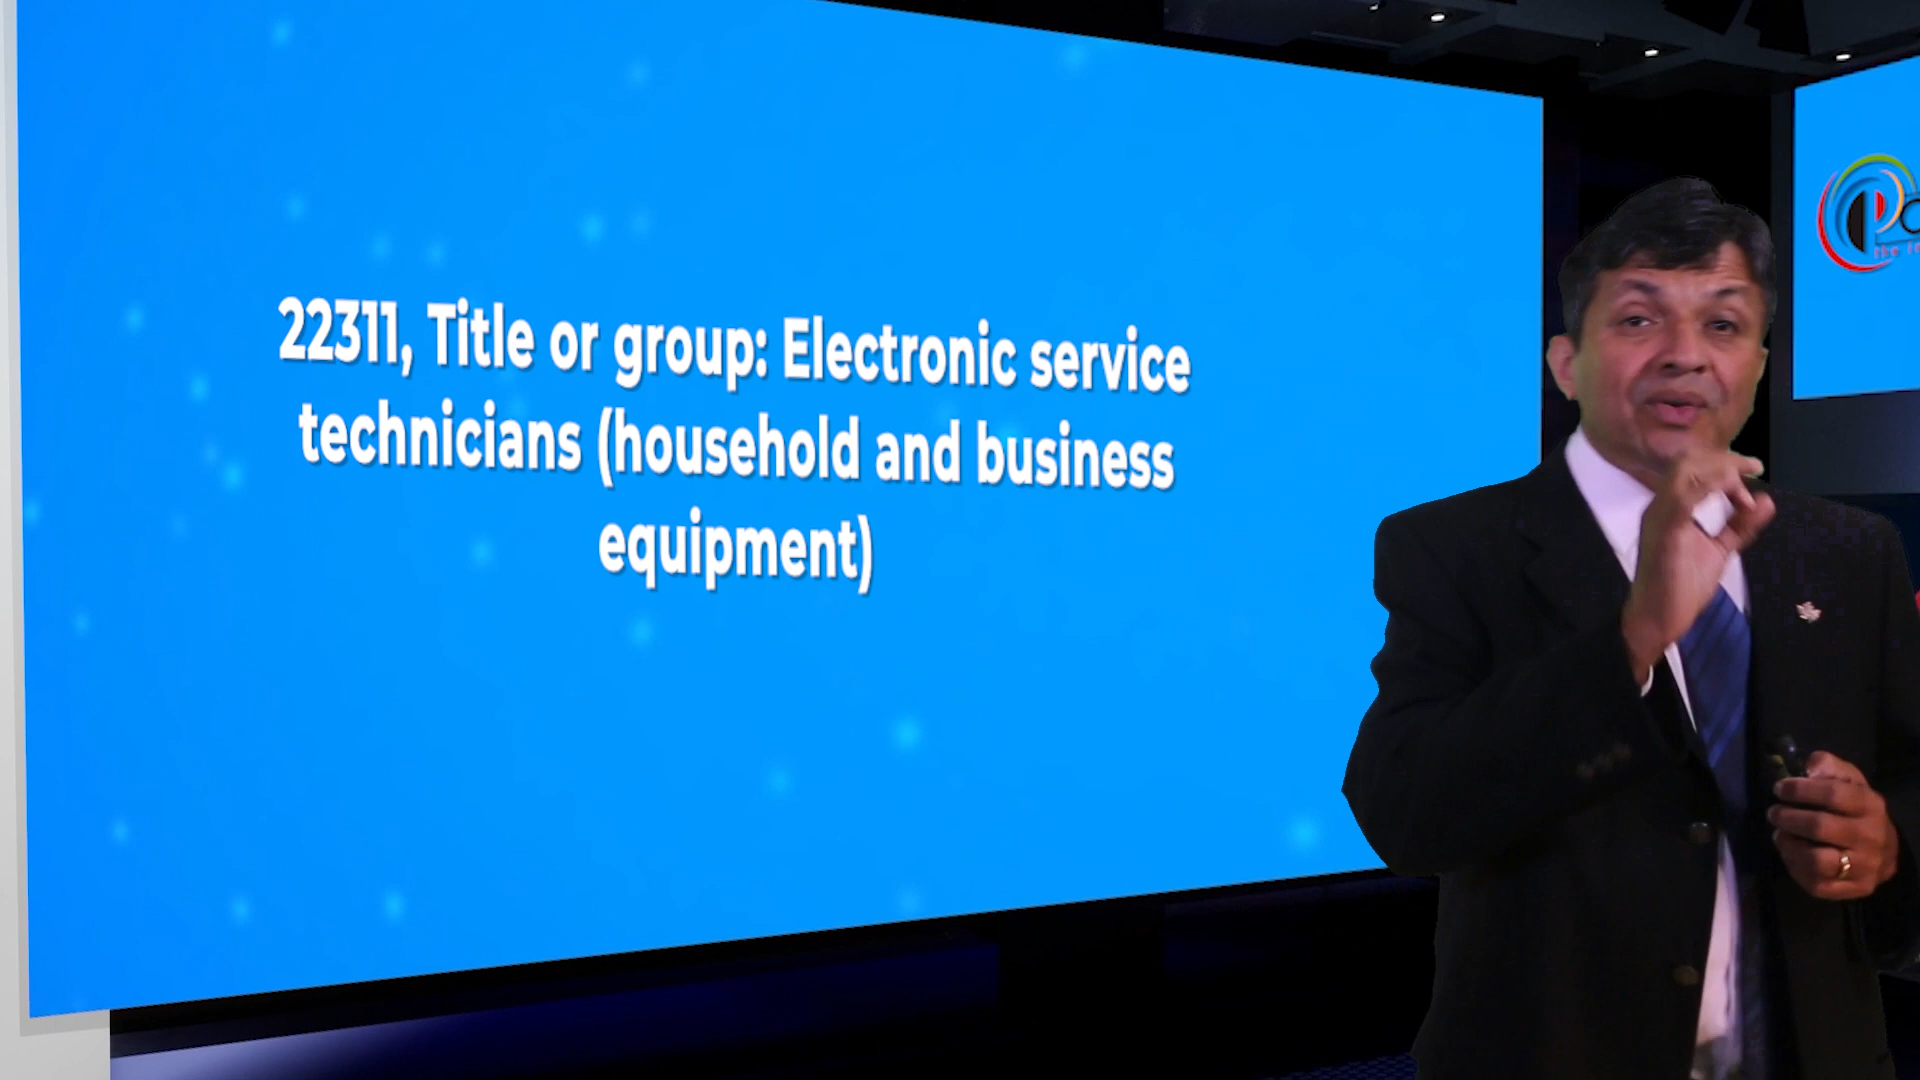 22311, Title or group: Electronic service
technicians (household and business
equipment)